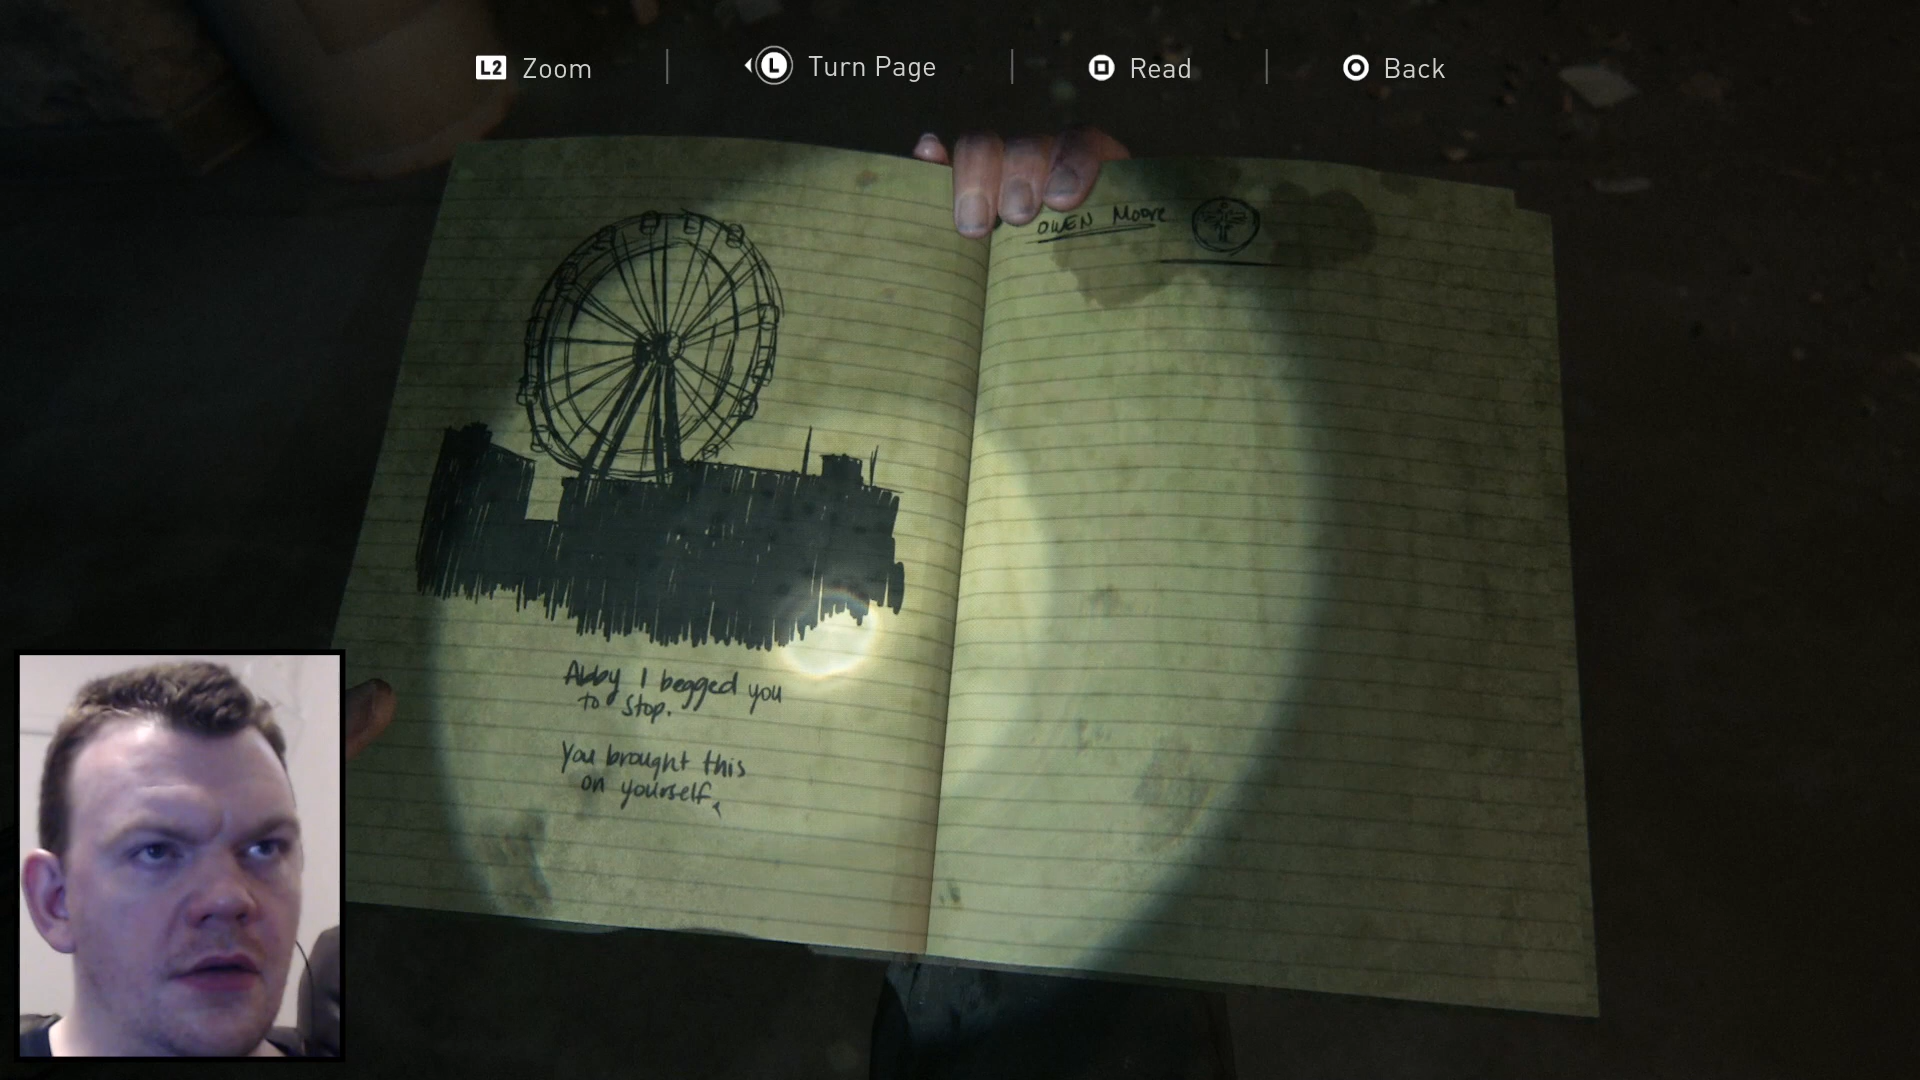 L2 Zoom
L Turn Page
Read
Back
OWEN Moore
Abby I begged you
to stop.
You brought this
on yourself.